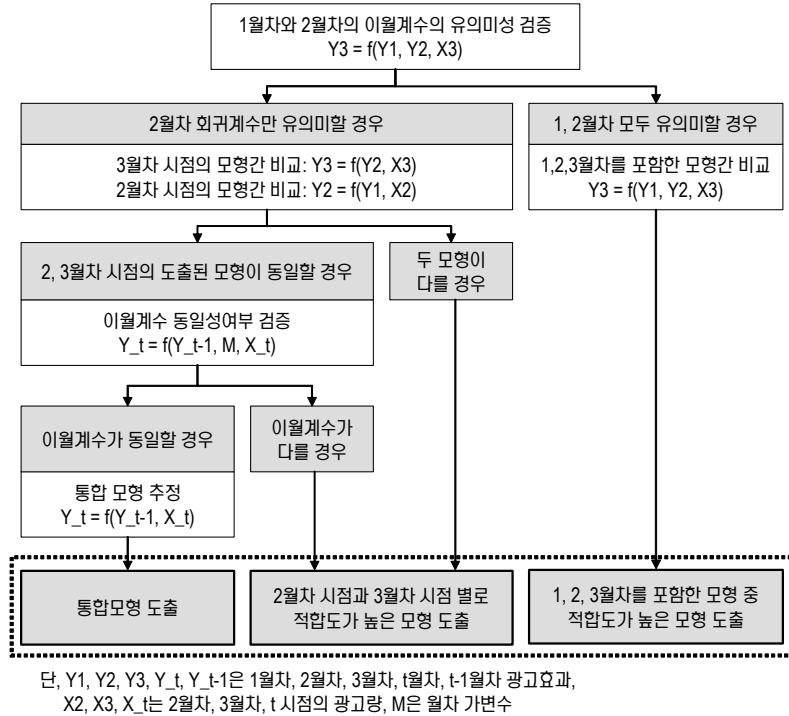 1월차와 2월차의 이월계수의 유의미성 검증
Y3 = f(Y1, Y2, X3)
2월차 회귀계수만 유의미할 경우
3월차 시점의 모형간 비교: Y3 = f(Y2, X3)
2월차 시점의 모형간 비교: Y2 = f(Y1, X2)
1, 2월차 모두 유의미할 경우
1,2,3월차를 포함한 모형간 비교
Y3 = f(Y1, Y2, X3)
2, 3월차 시점의 도출된 모형이 동일할 경우
이월계수 동일성여부 검증
Y_t = f(Y_t-1, M, X_t)
두 모형이
다를 경우
이월계수가 동일할 경우
통합 모형 추정
Y_t = f(Y_t-1, X_t)
이월계수가
다를 경우
통합모형 도출
2월차 시점과 3월차 시점 별로
적합도가 높은 모형 도출
1, 2, 3월차를 포함한 모형 중
적합도가 높은 모형 도출
단, Y1, Y2, Y3, Y_t, Y_t-1은 1월차, 2월차, 3월차, t월차, t-1월차 광고효과,
X2, X3, X_t는 2월차, 3월차, t 시점의 광고량, M은 월차 가변수